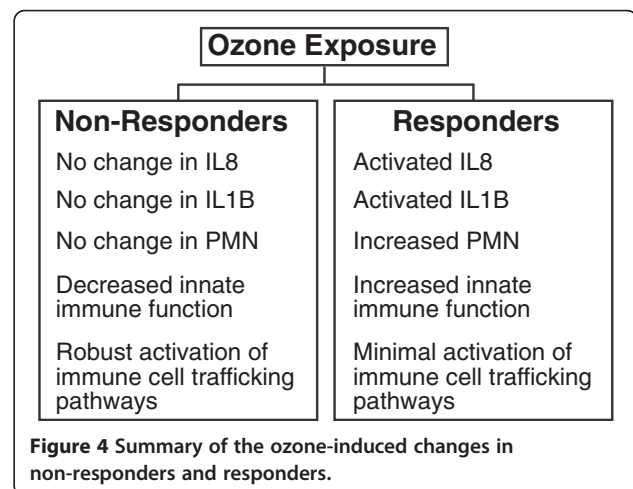 Ozone Exposure
Non-Responders
No change in IL8
No change in IL1B
No change in PMN
Decreased innate
immune function
Robust activation of
immune cell trafficking
pathways
Responders
Activated IL8
Activated IL1B
Increased PMN
Increased innate
immune function
Minimal activation of
immune cell trafficking
pathways
Figure 4 Summary of the ozone-induced changes in
non-responders and responders.